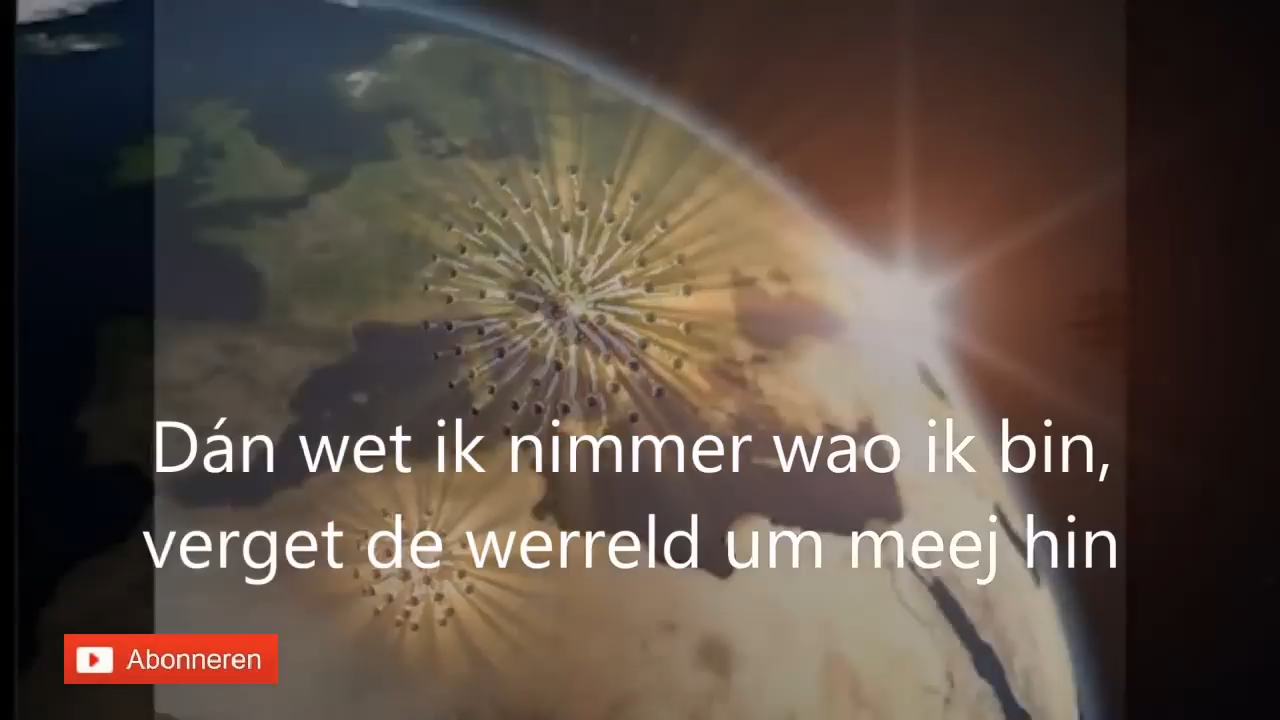 Dán wet ik nimmer wao ik bin,
verget de werreld um meej hin
Abonneren